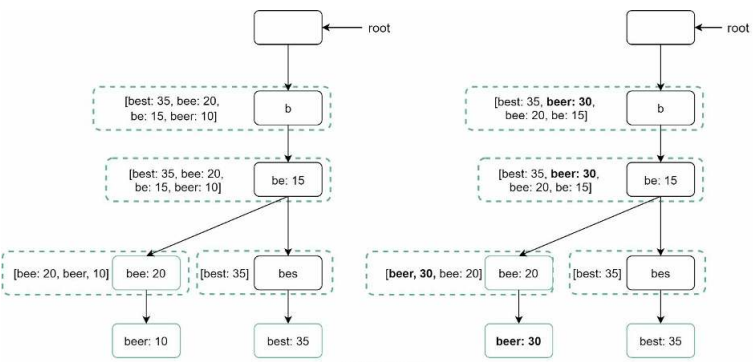 root
[best: 35, bee: 20,
be: 15, beer: 10]
b
[best: 35, bee: 20,
be: 15, beer: 10]
be: 15
[bee: 20, beer, 10]
bee: 20
[best: 35]
bes
beer: 10
best: 35
root
[best: 35, beer: 30,
bee: 20, be: 15]
b
[best: 35, beer: 30,
bee: 20, be: 15]
be: 15
[beer, 30, bee: 20]
bee: 20
[best: 35]
bes
beer: 30
best: 35